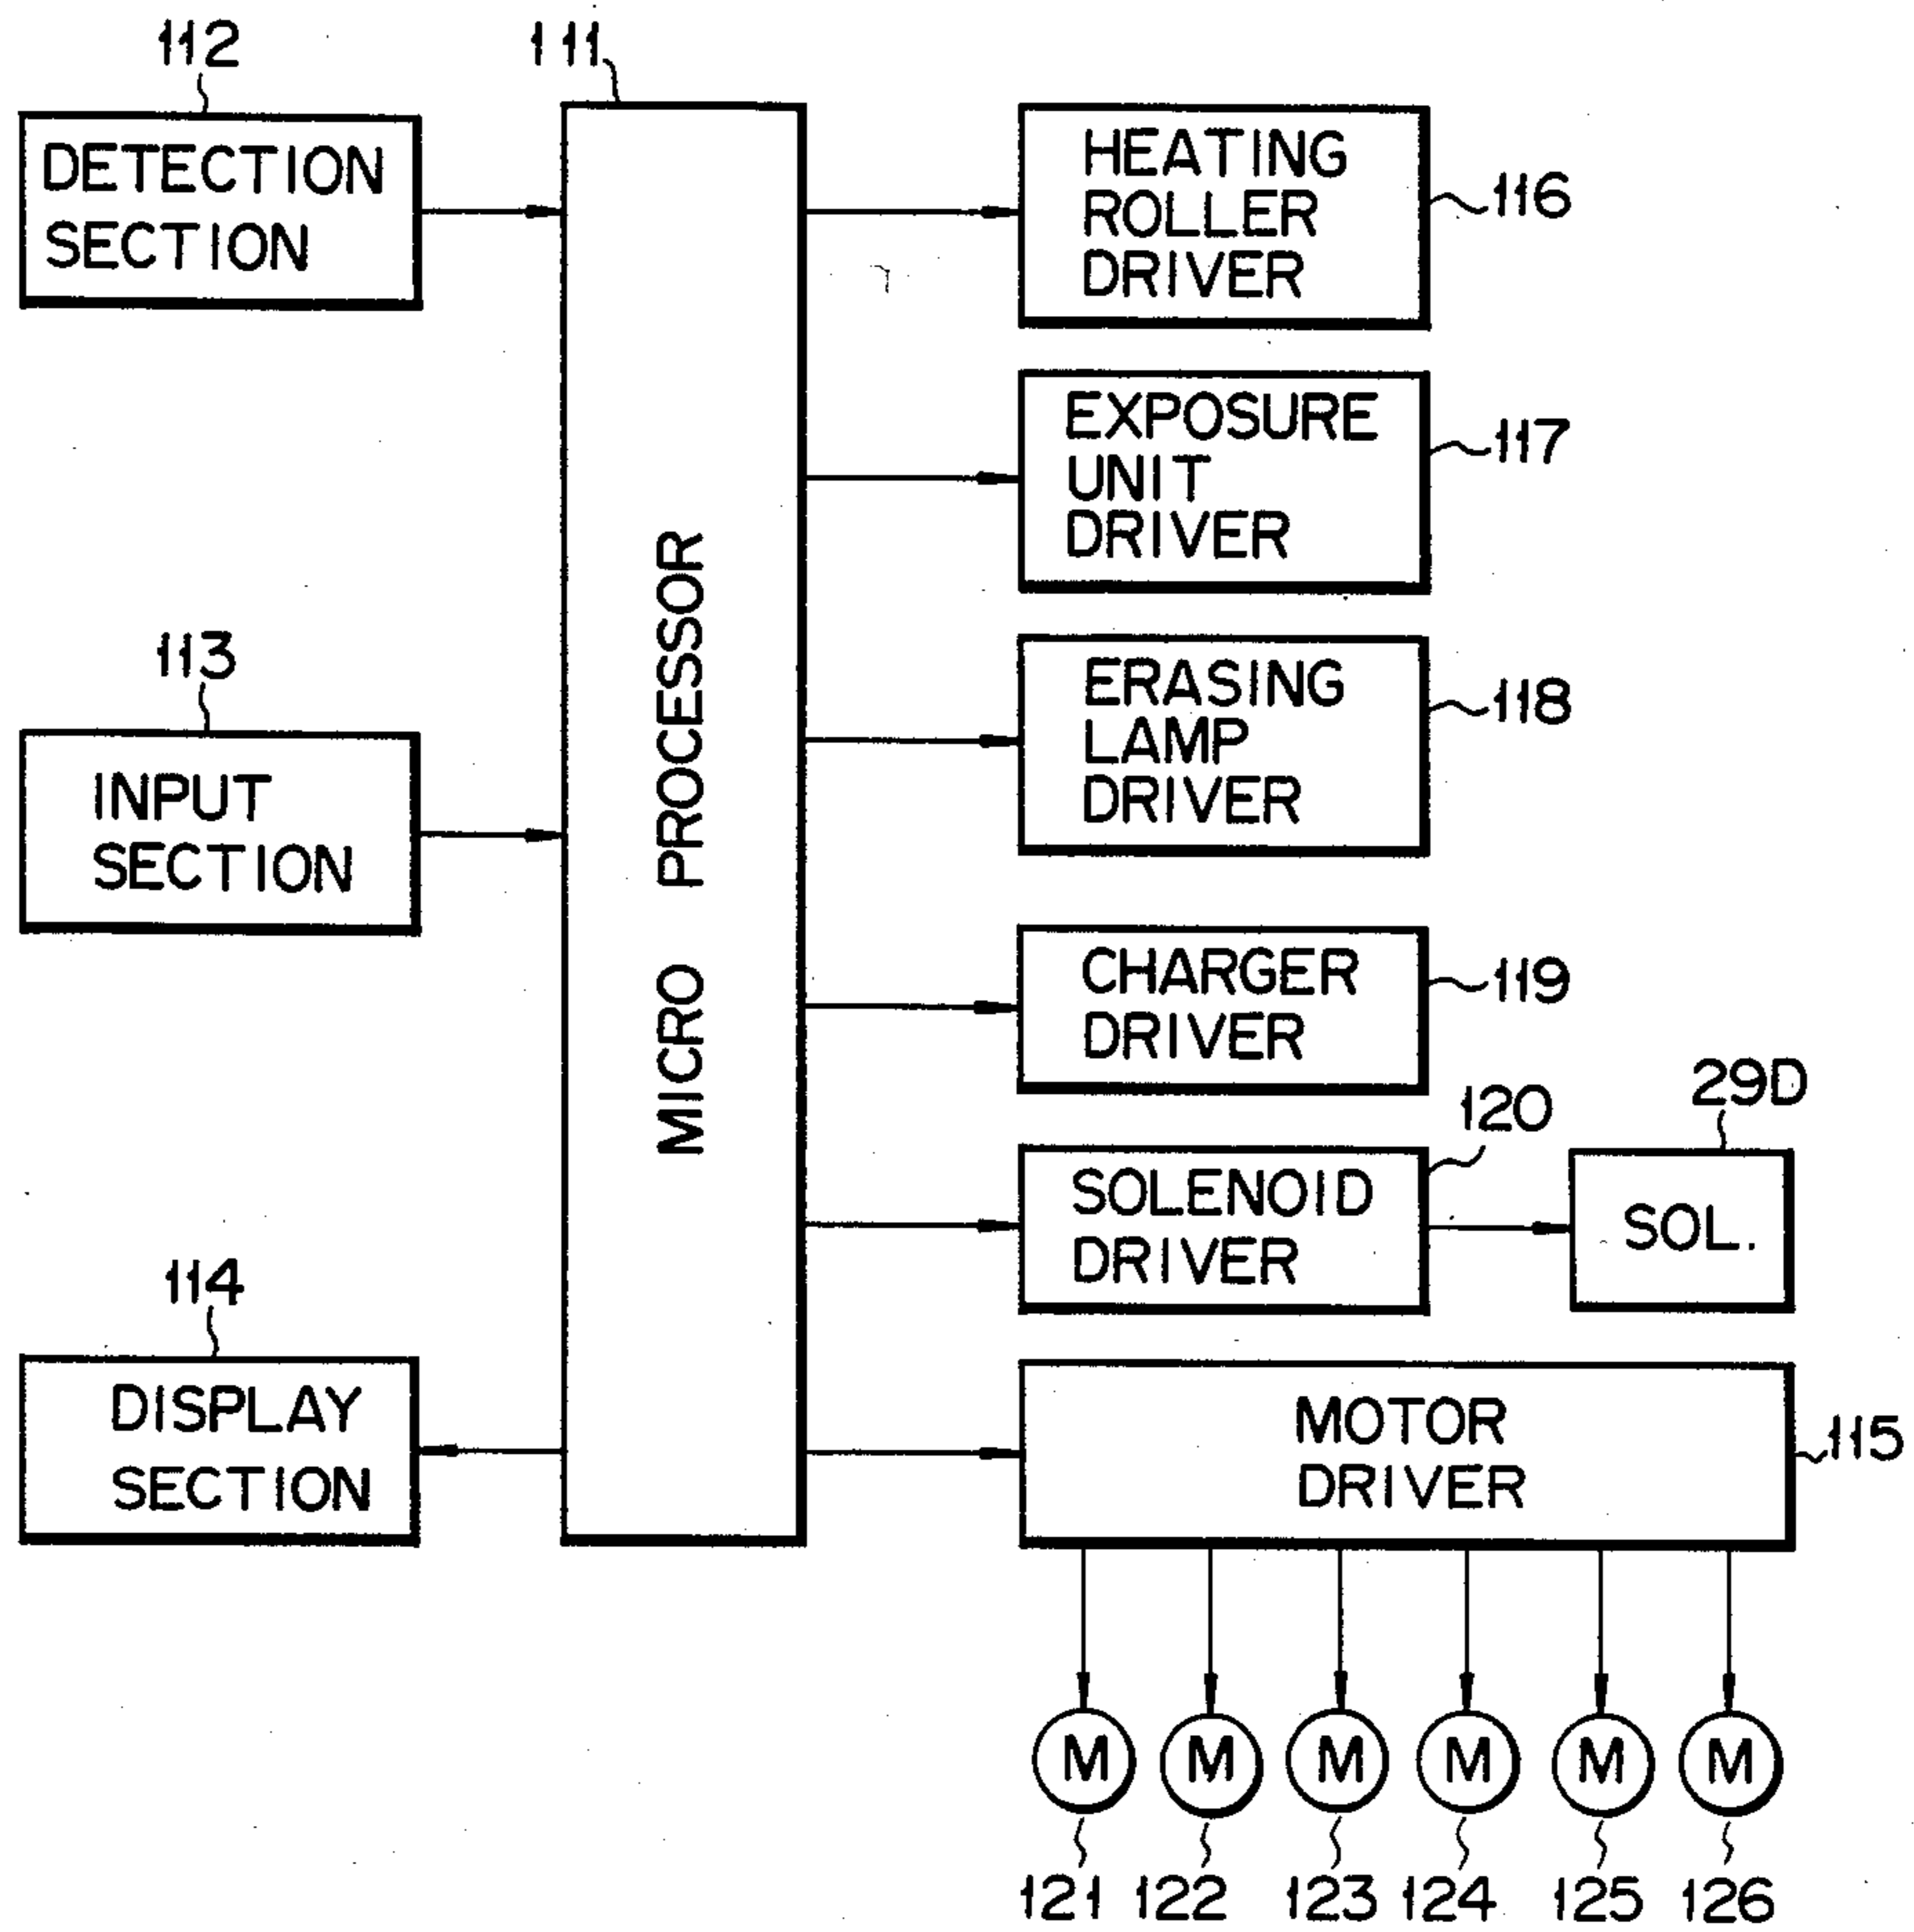 112
DETECTION
SECTION
113
INPUT
SECTION
114
DISPLAY
SECTION
111
MICRO PROCESSOR
HEATING
ROLLER
DRIVER
116
EXPOSURE
UNIT
DRIVER
117
ERASING
LAMP
DRIVER
118
CHARGER
DRIVER
119
SOLENOID
DRIVER
120
29D
SOL.
MOTOR
DRIVER
115
M M M M M M
121 122 123 124 125 126